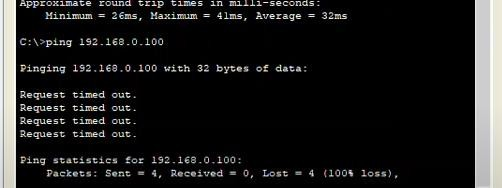 Approximate round trip times in milli-seconds:
Minimum = 26ms, Maximum = 41ms, Average = 32ms
C:\>ping 192.168.0.100
Pinging 192.168.0.100 with 32 bytes of data:
Request timed out.
Request timed out.
Request timed out.
Request timed out.
Ping statistics for 192.168.0.100:
Packets: Sent = 4, Received = 0, Lost = 4 (100% loss),